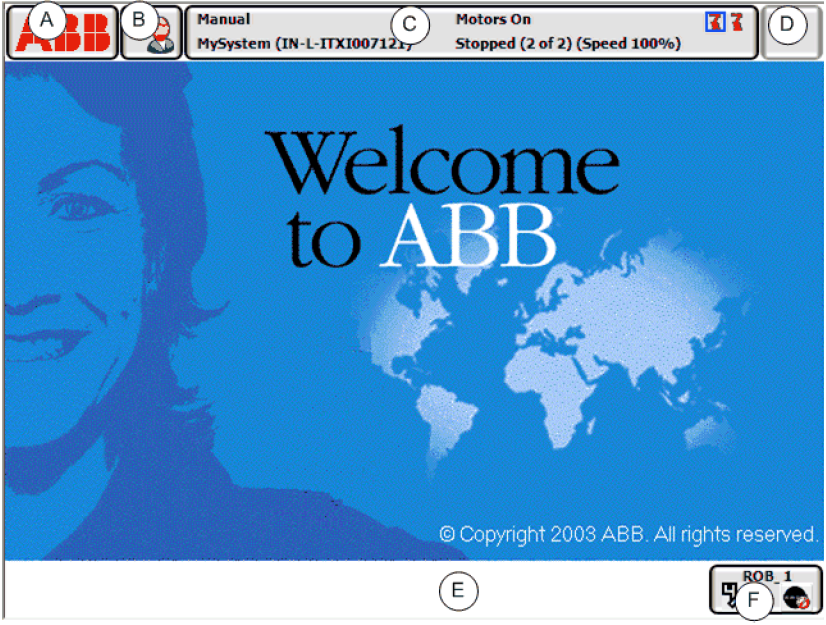 A
B
C
D
ABB
Manual
Motors On
MySystem (IN-L-ITXI007121)
Stopped (2 of 2) (Speed 100%)
Welcome
to ABB
© Copyright 2003 ABB. All rights reserved.
E
ROB_1
F